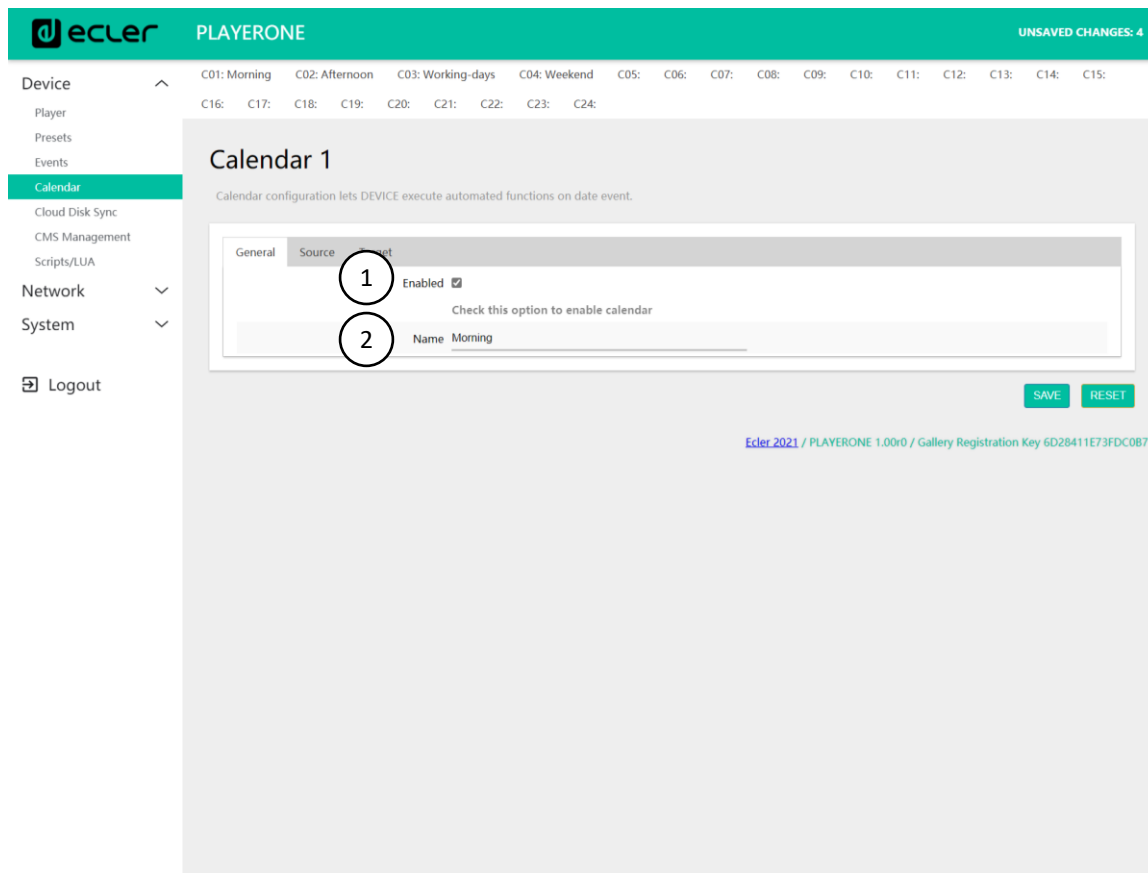 ecler PLAYERONE UNSAVED CHANGES: 4
Device
Player
Presets
Events
Calendar
Cloud Disk Sync
CMS Management
Scripts/LUA
Network
System
Logout
C01: Morning C02: Afternoon C03: Working-days C04: Weekend C05: C06: C07: C08: C09: C10: C11: C12: C13: C14: C15:
C16: C17: C18: C19: C20: C21: C22: C23: C24:
Calendar 1
Calendar configuration lets DEVICE execute automated functions on date event.
General Source Target
1 Enabled
Check this option to enable calendar
2 Name Morning
SAVE RESET
Ecler 2021 / PLAYERONE 1.00r0 / Gallery Registration Key 6D28411E73FDC0B7